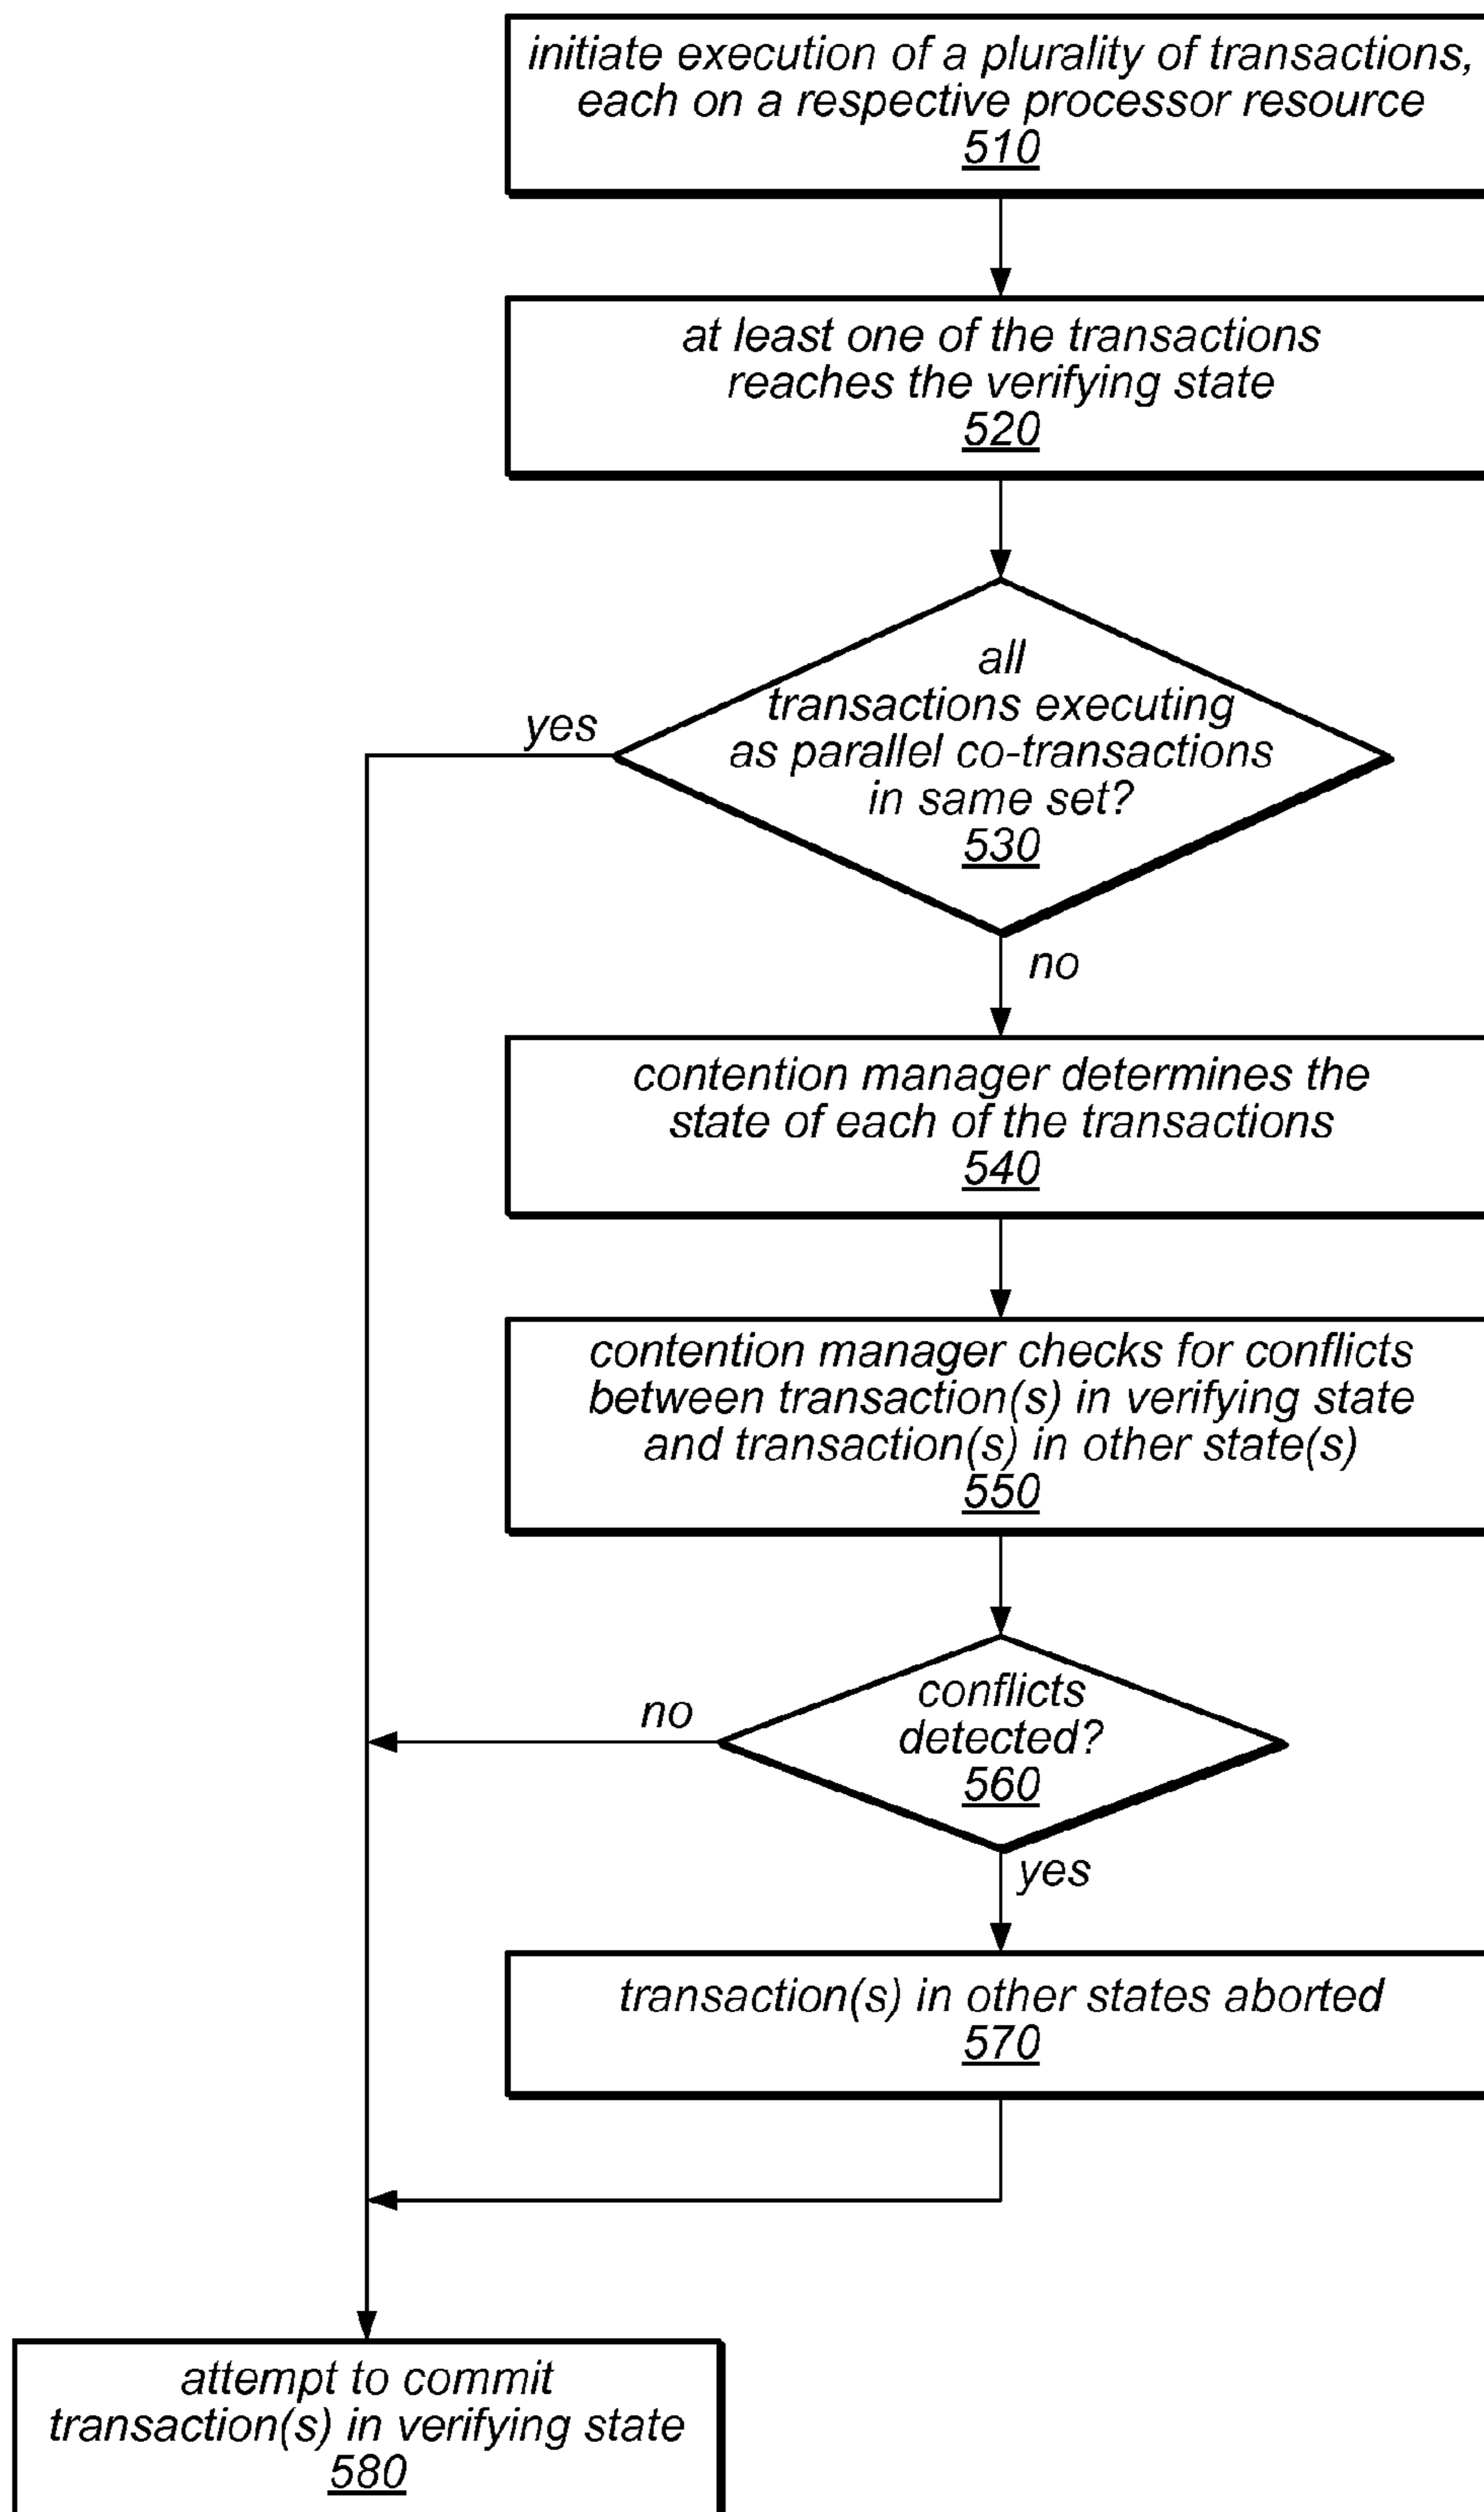 initiate execution of a plurality of transactions,
each on a respective processor resource
510
at least one of the transactions
reaches the verifying state
520
all
transactions executing
as parallel co-transactions
in same set?
530
yes
no
contention manager determines the
state of each of the transactions
540
contention manager checks for conflicts
between transaction(s) in verifying state
and transaction(s) in other state(s)
550
conflicts
detected?
560
no
yes
transaction(s) in other states aborted
570
attempt to commit
transaction(s) in verifying state
580